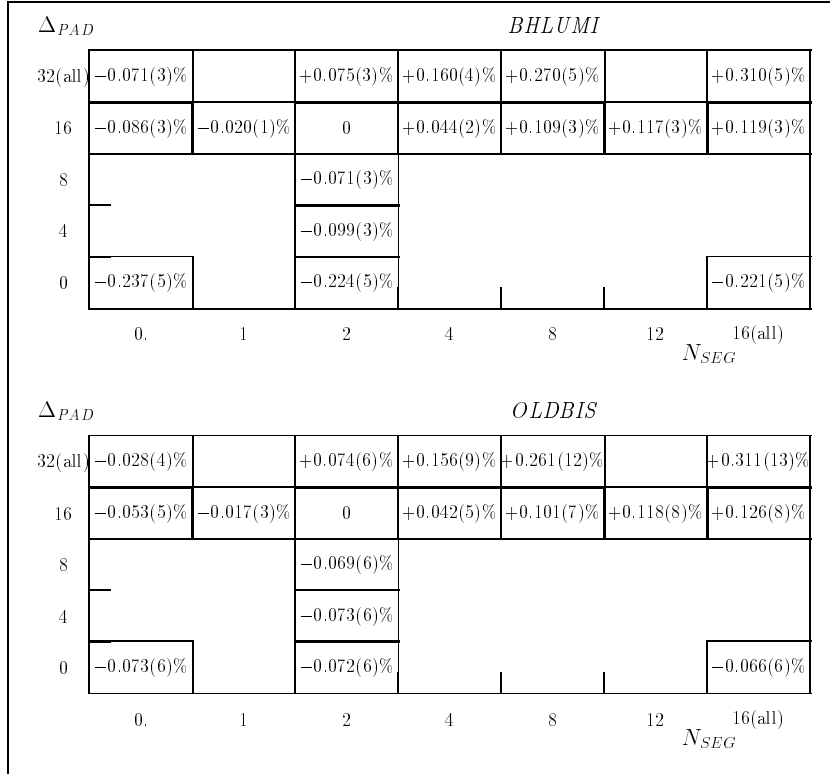 Δ_PAD BHLUMI
32(all) −0.071(3)% +0.075(3)% +0.160(4)% +0.270(5)% +0.310(5)%
16 −0.086(3)% −0.020(1)% 0 +0.044(2)% +0.109(3)% +0.117(3)% +0.119(3)%
8 −0.071(3)%
4 −0.099(3)%
0 −0.237(5)% −0.224(5)% −0.221(5)%
0. 1 2 4 8 12 16(all)
N_SEG
Δ_PAD OLDBIS
32(all) −0.028(4)% +0.074(6)% +0.156(9)% +0.261(12)% +0.311(13)%
16 −0.053(5)% −0.017(3)% 0 +0.042(5)% +0.101(7)% +0.118(8)% +0.126(8)%
8 −0.069(6)%
4 −0.073(6)%
0 −0.073(6)% −0.072(6)% −0.066(6)%
0. 1 2 4 8 12 16(all)
N_SEG